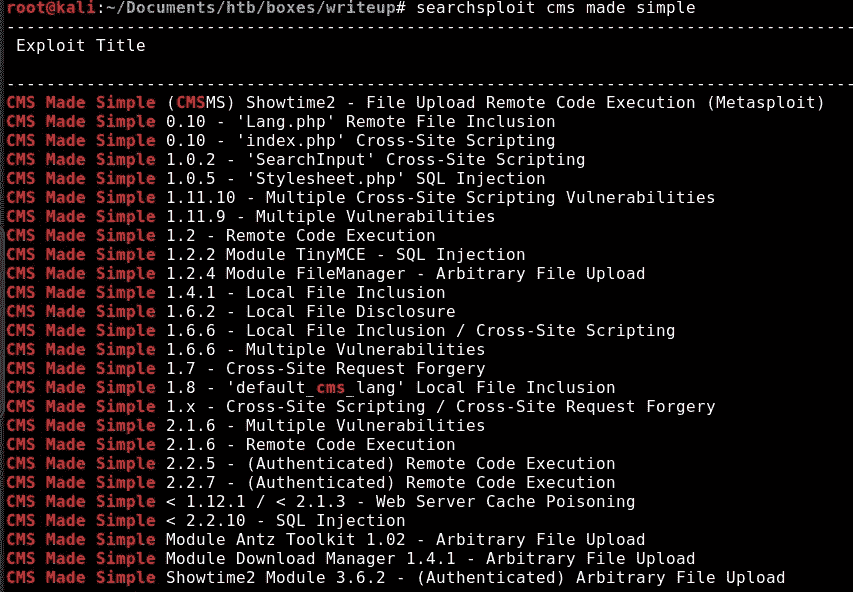 root@kali:~/Documents/htb/boxes/writeup# searchsploit cms made simple
-------------------------------------------------------------------------------------
Exploit Title
-------------------------------------------------------------------------------------
CMS Made Simple (CMSMS) Showtime2 - File Upload Remote Code Execution (Metasploit)
CMS Made Simple 0.10 - 'Lang.php' Remote File Inclusion
CMS Made Simple 0.10 - 'index.php' Cross-Site Scripting
CMS Made Simple 1.0.2 - 'SearchInput' Cross-Site Scripting
CMS Made Simple 1.0.5 - 'Stylesheet.php' SQL Injection
CMS Made Simple 1.11.10 - Multiple Cross-Site Scripting Vulnerabilities
CMS Made Simple 1.11.9 - Multiple Vulnerabilities
CMS Made Simple 1.2 - Remote Code Execution
CMS Made Simple 1.2.2 Module TinyMCE - SQL Injection
CMS Made Simple 1.2.4 Module FileManager - Arbitrary File Upload
CMS Made Simple 1.4.1 - Local File Inclusion
CMS Made Simple 1.6.2 - Local File Disclosure
CMS Made Simple 1.6.6 - Local File Inclusion / Cross-Site Scripting
CMS Made Simple 1.6.6 - Multiple Vulnerabilities
CMS Made Simple 1.7 - Cross-Site Request Forgery
CMS Made Simple 1.8 - 'default_cms_lang' Local File Inclusion
CMS Made Simple 1.x - Cross-Site Scripting / Cross-Site Request Forgery
CMS Made Simple 2.1.6 - Multiple Vulnerabilities
CMS Made Simple 2.1.6 - Remote Code Execution
CMS Made Simple 2.2.5 - (Authenticated) Remote Code Execution
CMS Made Simple 2.2.7 - (Authenticated) Remote Code Execution
CMS Made Simple < 1.12.1 / < 2.1.3 - Web Server Cache Poisoning
CMS Made Simple < 2.2.10 - SQL Injection
CMS Made Simple Module Antz Toolkit 1.02 - Arbitrary File Upload
CMS Made Simple Module Download Manager 1.4.1 - Arbitrary File Upload
CMS Made Simple Showtime2 Module 3.6.2 - (Authenticated) Arbitrary File Upload